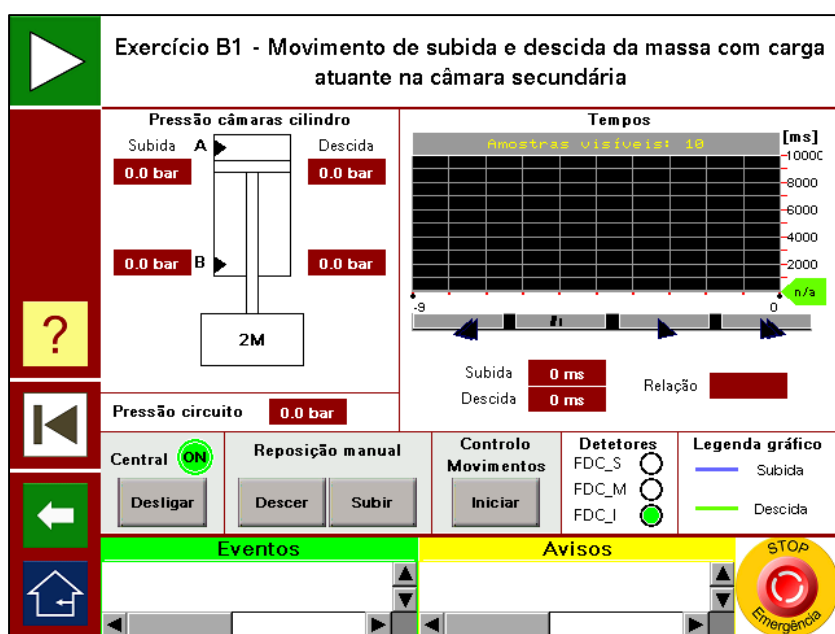 Exercício B1 - Movimento de subida e descida da massa com carga
atuante na câmara secundária
Pressão câmaras cilindro
Subida A Descida
0.0 bar 0.0 bar
0.0 bar B 0.0 bar
2M
Pressão circuito 0.0 bar
Tempos
Amostras visíveis: 10
[ms]
10000
8000
6000
4000
2000
n/a
-9 0
Subida 0 ms
Descida 0 ms
Relação
?
Central ON
Desligar
Reposição manual
Descer Subir
Controlo
Movimentos
Iniciar
Detetores
FDC_S
FDC_M
FDC_I
Legenda gráfico
Subida
Descida
Eventos
Avisos
STOP
Emergência